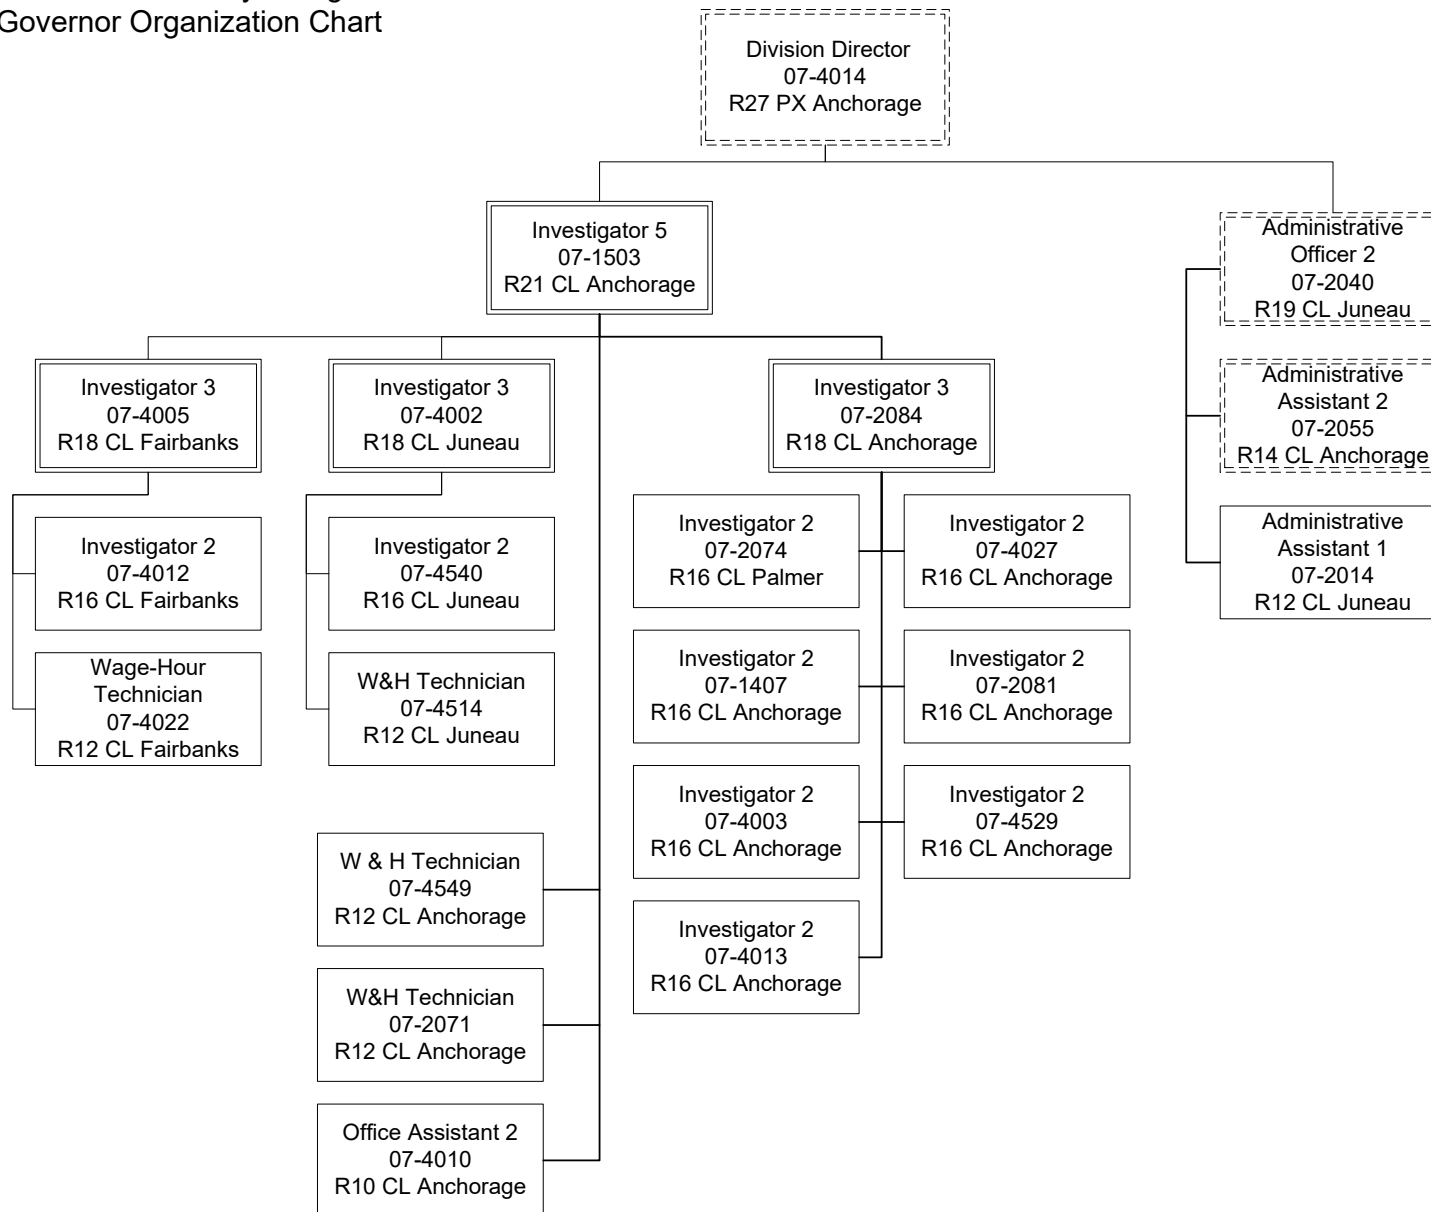 Governor Organization Chart
Division Director
07-4014
R27 PX Anchorage
Investigator 5
07-1503
R21 CL Anchorage
Administrative
Officer 2
07-2040
R19 CL Juneau
Investigator 3
07-4005
R18 CL Fairbanks
Investigator 3
07-4002
R18 CL Juneau
Investigator 3
07-2084
R18 CL Anchorage
Administrative
Assistant 2
07-2055
R14 CL Anchorage
Investigator 2
07-4012
R16 CL Fairbanks
Investigator 2
07-4540
R16 CL Juneau
Investigator 2
07-2074
R16 CL Palmer
Investigator 2
07-4027
R16 CL Anchorage
Administrative
Assistant 1
07-2014
R12 CL Juneau
Wage-Hour
Technician
07-4022
R12 CL Fairbanks
W&H Technician
07-4514
R12 CL Juneau
Investigator 2
07-1407
R16 CL Anchorage
Investigator 2
07-2081
R16 CL Anchorage
Investigator 2
07-4003
R16 CL Anchorage
Investigator 2
07-4529
R16 CL Anchorage
W & H Technician
07-4549
R12 CL Anchorage
Investigator 2
07-4013
R16 CL Anchorage
W&H Technician
07-2071
R12 CL Anchorage
Office Assistant 2
07-4010
R10 CL Anchorage